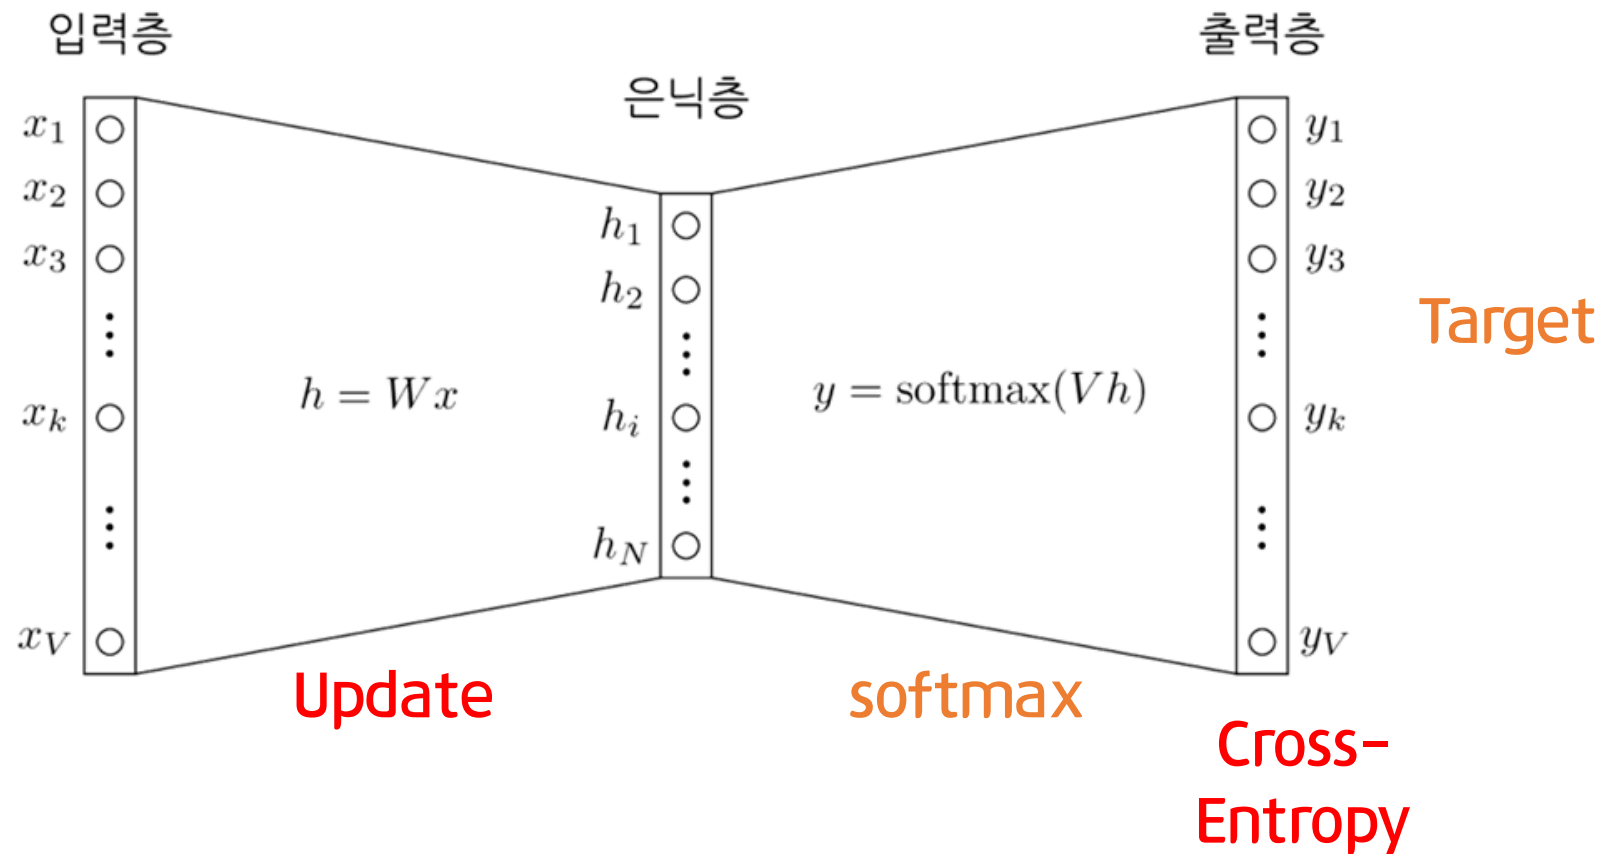 입력층
은닉층
출력층
x1
x2
x3
xk
xV
h = Wx
h1
h2
hi
hN
y = softmax(Vh)
y1
y2
y3
yk
yV
Target
Update
softmax
Cross-
Entropy